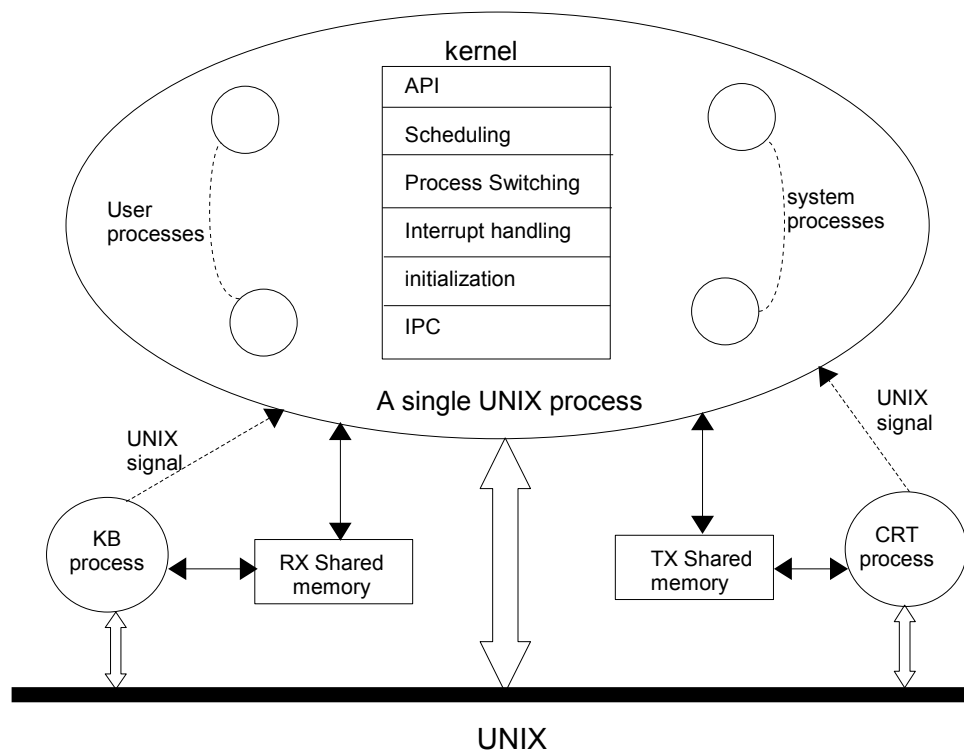 kernel
API
Scheduling
Process Switching
Interrupt handling
initialization
IPC
User
processes
system
processes
A single UNIX process
UNIX
signal
UNIX
signal
KB
process
RX Shared
memory
TX Shared
memory
CRT
process
UNIX